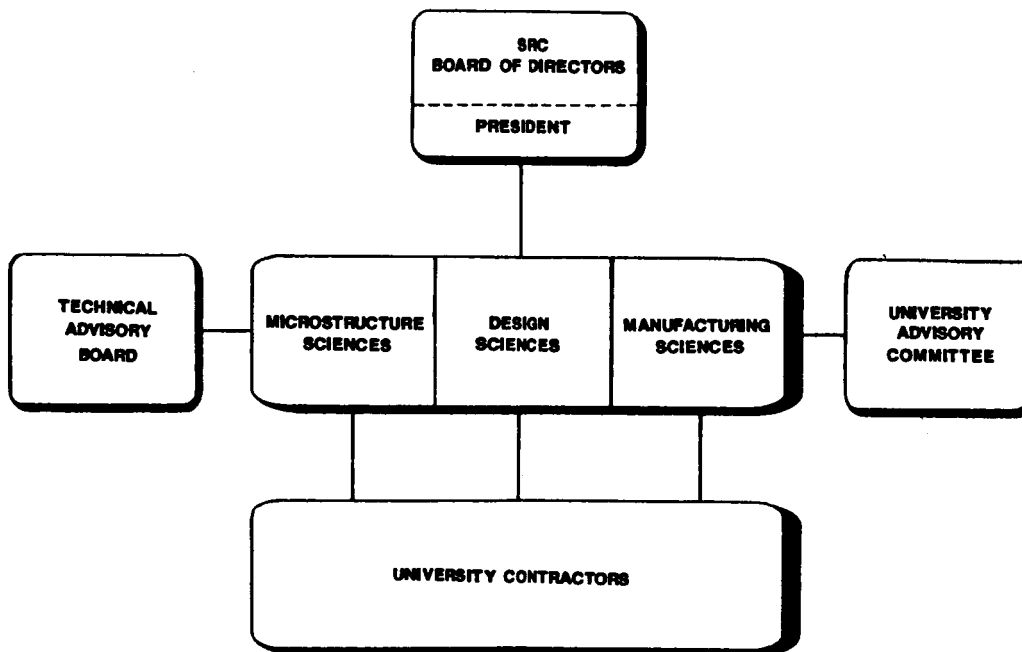 SRC
BOARD OF DIRECTORS
PRESIDENT
TECHNICAL
ADVISORY
BOARD
MICROSTRUCTURE
SCIENCES
DESIGN
SCIENCES
MANUFACTURING
SCIENCES
UNIVERSITY
ADVISORY
COMMITTEE
UNIVERSITY CONTRACTORS